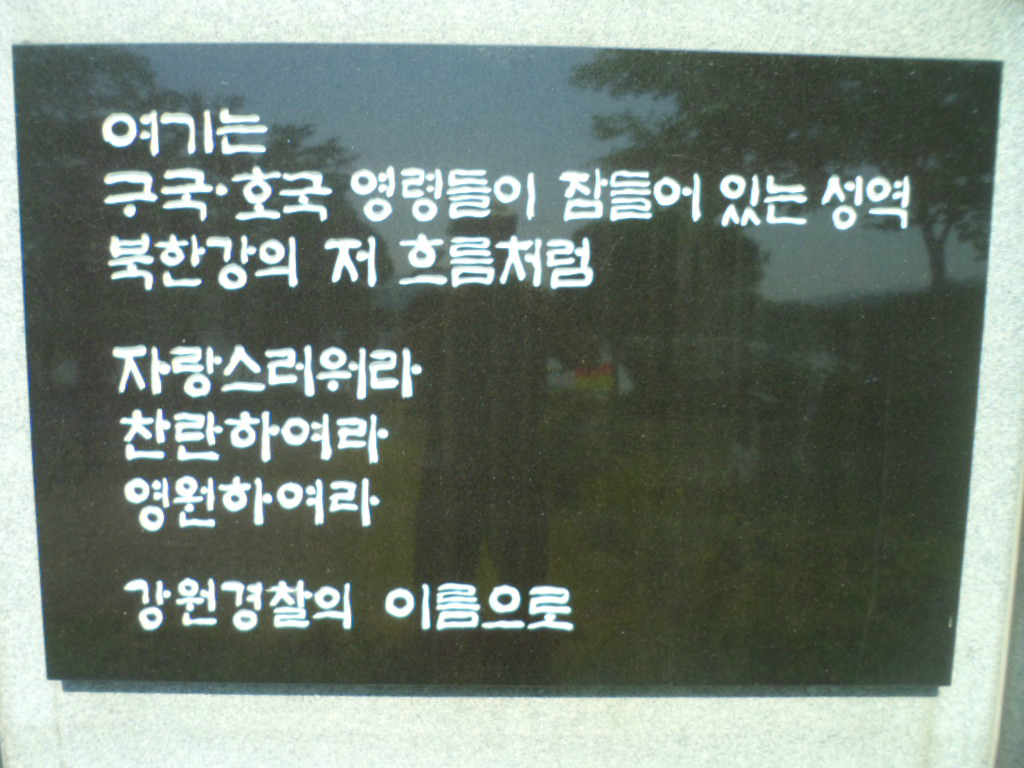 여기는
구국·호국 영령들이 잠들어 있는 성역
북한강의 저 흐름처럼
자랑스러워라
찬란하여라
영원하여라
강원경찰의 이름으로